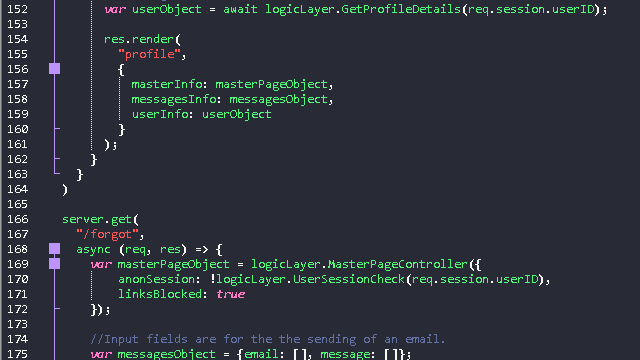 152 var userObject = await logicLayer.GetProfileDetails(req.session.userID);
153
154 res.render(
155 "profile",
156 {
157 masterInfo: masterPageObject,
158 messagesInfo: messagesObject,
159 userInfo: userObject
160 }
161 );
162 }
163 }
164 )
165
166 server.get(
167 "/forgot",
168 async (req, res) => {
169 var masterPageObject = logicLayer.MasterPageController({
170 anonSession: !logicLayer.UserSessionCheck(req.session.userID),
171 linksBlocked: true
172 });
173
174 //Input fields are for the the sending of an email.
175 var messagesObject = {email: [], message: []};